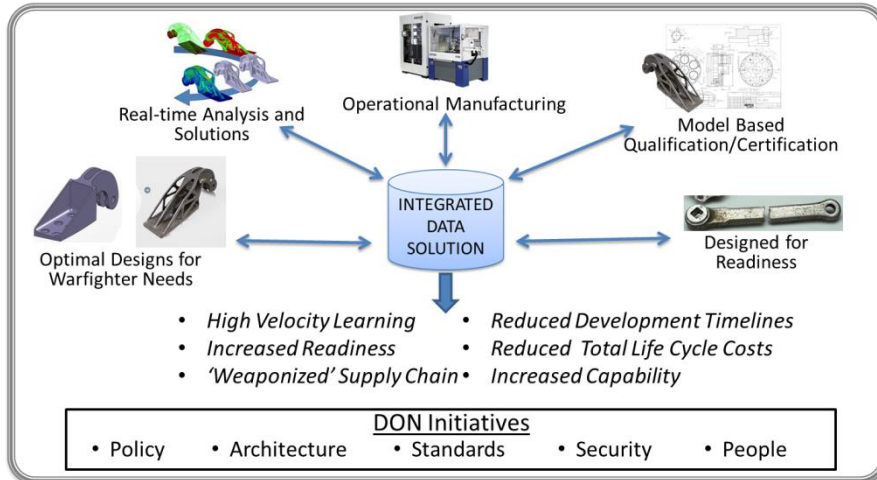 Real-time Analysis and
Solutions
Operational Manufacturing
Model Based
Qualification/Certification
INTEGRATED
DATA
SOLUTION
Optimal Designs for
Warfighter Needs
Designed for
Readiness
• High Velocity Learning
• Increased Readiness
• ‘Weaponized’ Supply Chain
• Reduced Development Timelines
• Reduced Total Life Cycle Costs
• Increased Capability
DON Initiatives
• Policy • Architecture • Standards • Security • People